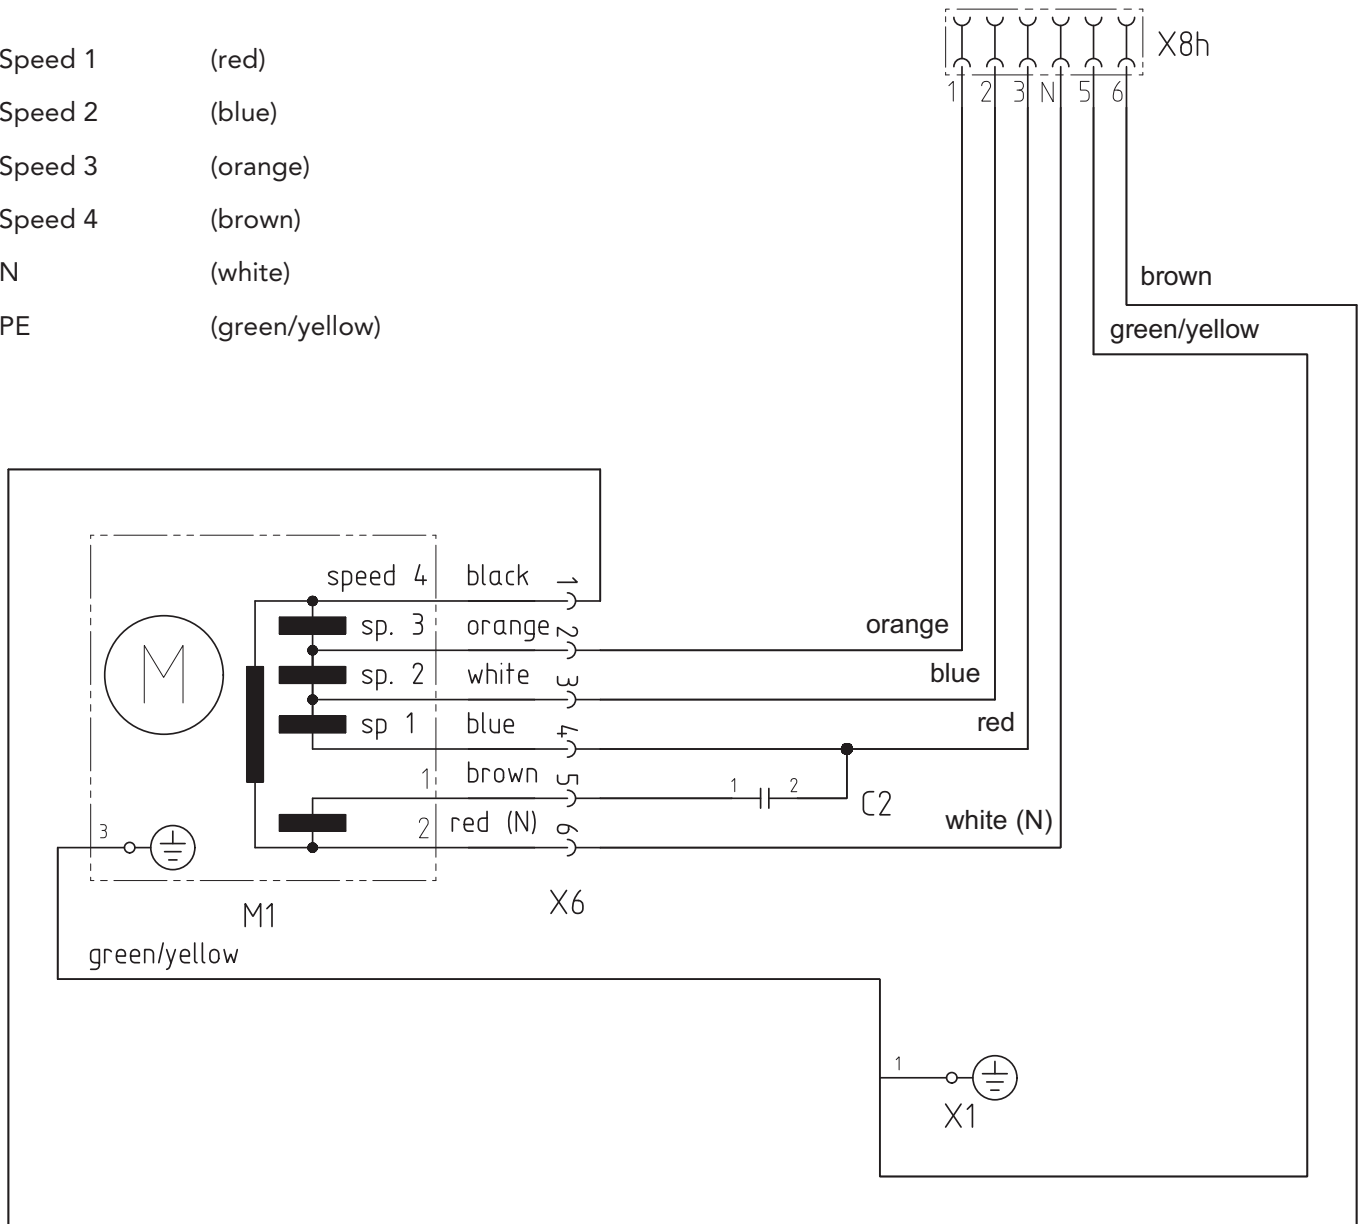 Speed 1 (red)
Speed 2 (blue)
Speed 3 (orange)
Speed 4 (brown)
N (white)
PE (green/yellow)
X8h
1 2 3 N 5 6
brown
green/yellow
speed 4 black 1
sp. 3 orange 2
orange
sp. 2 white 3
blue
sp 1 blue 4
red
1 brown 5
1 2
C2
2 red (N) 6
white (N)
3
M
M1
X6
green/yellow
1
X1